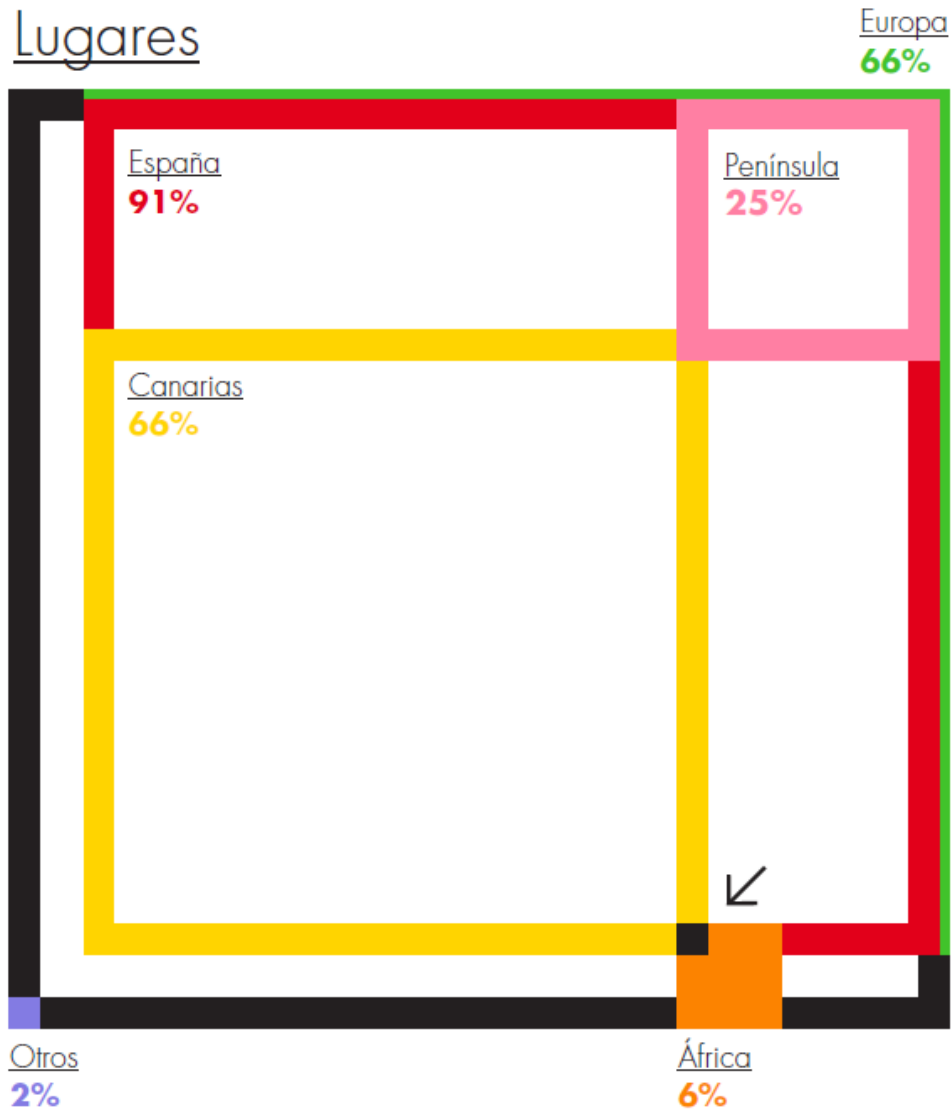 Lugares
Europa
66%
España
91%
Península
25%
Canarias
66%
Otros
2%
África
6%